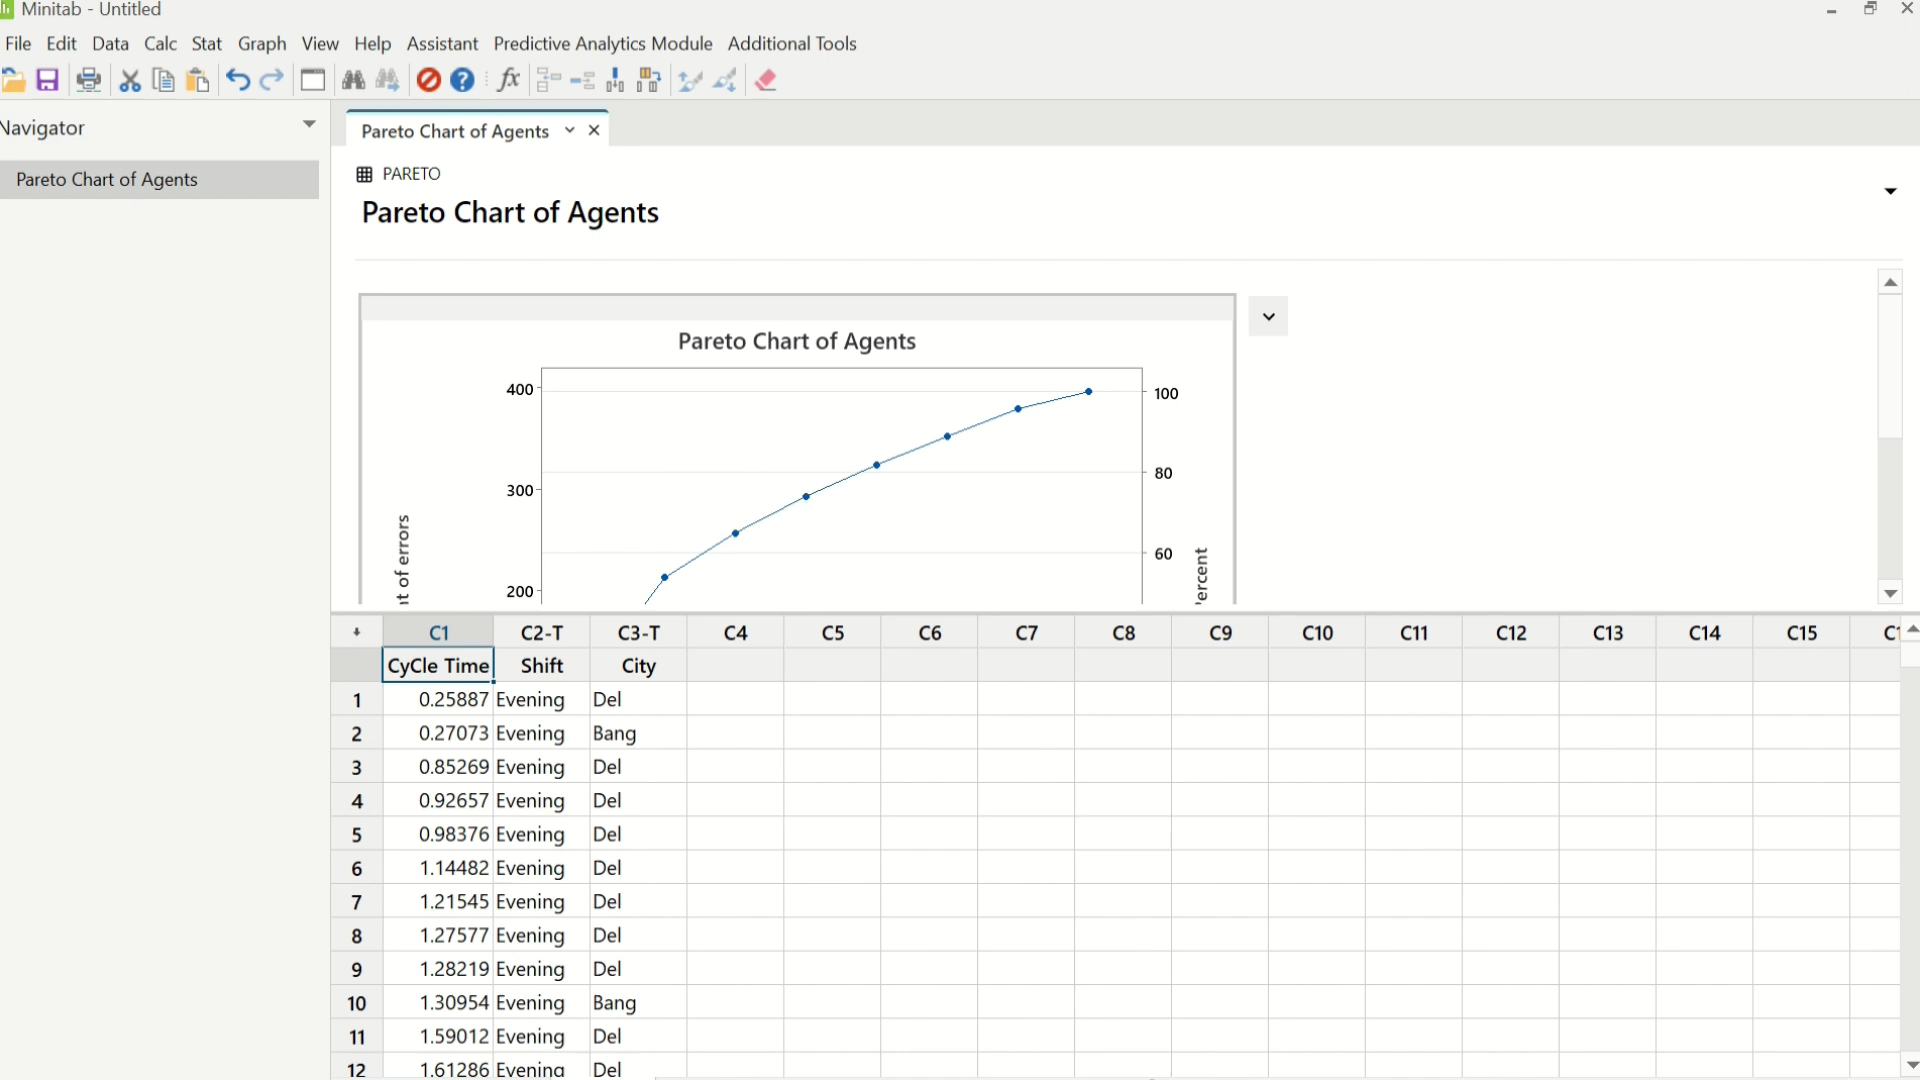 Minitab - Untitled
File Edit Data Calc Stat Graph View Help Assistant Predictive Analytics Module Additional Tools
Navigator
Pareto Chart of Agents
Pareto Chart of Agents
PARETO
Pareto Chart of Agents
Pareto Chart of Agents
400
300
200
100
80
60
C1 C2-T C3-T C4 C5 C6 C7 C8 C9 C10 C11 C12 C13 C14 C15
CyCle Time Shift City
1 0.25887 Evening Del
2 0.27073 Evening Bang
3 0.85269 Evening Del
4 0.92657 Evening Del
5 0.98376 Evening Del
6 1.14482 Evening Del
7 1.21545 Evening Del
8 1.27577 Evening Del
9 1.28219 Evening Del
10 1.30954 Evening Bang
11 1.59012 Evening Del
12 1.61286 Evening Del
of errors